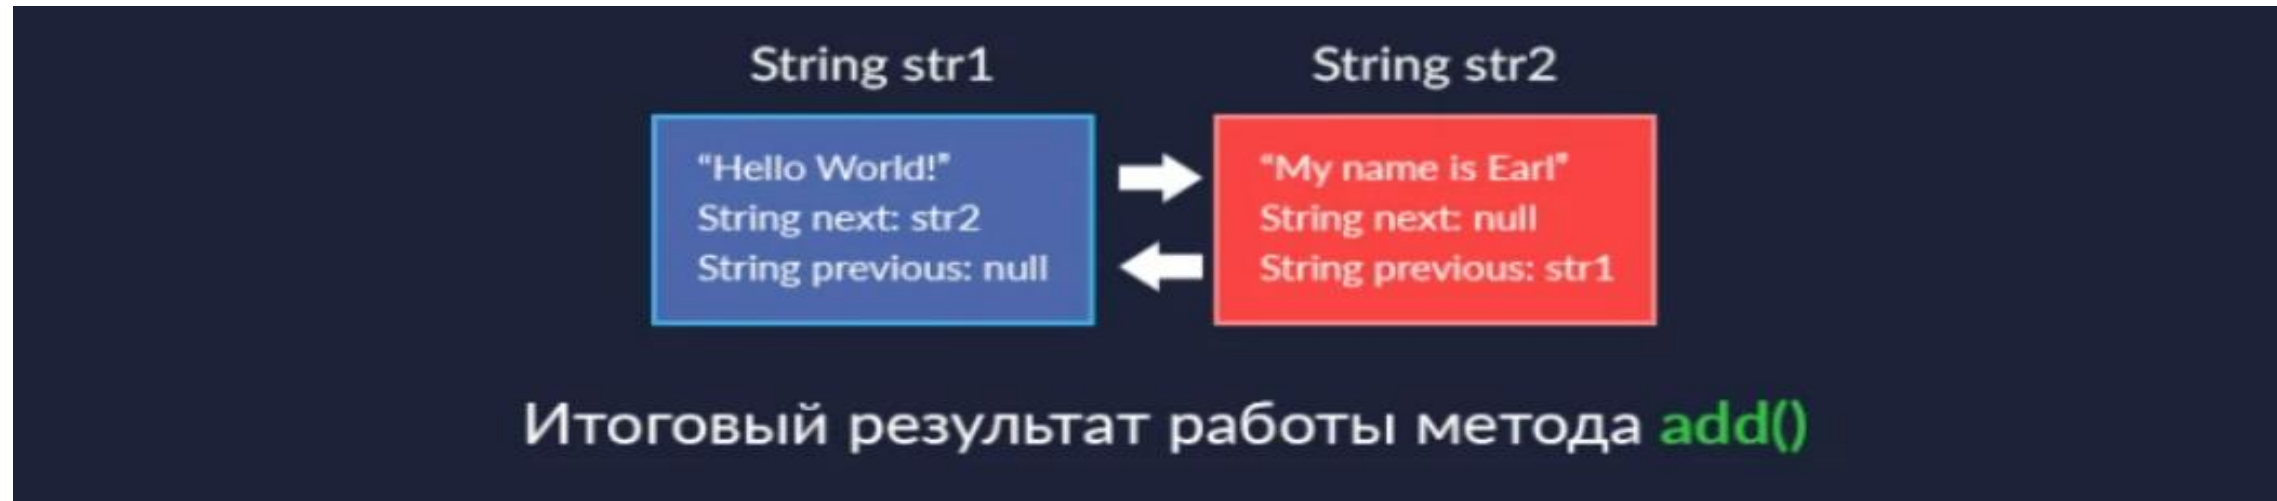 String str1
String str2
“Hello World!”
String next: str2
String previous: null
“My name is Earl”
String next: null
String previous: str1
Итоговый результат работы метода add()